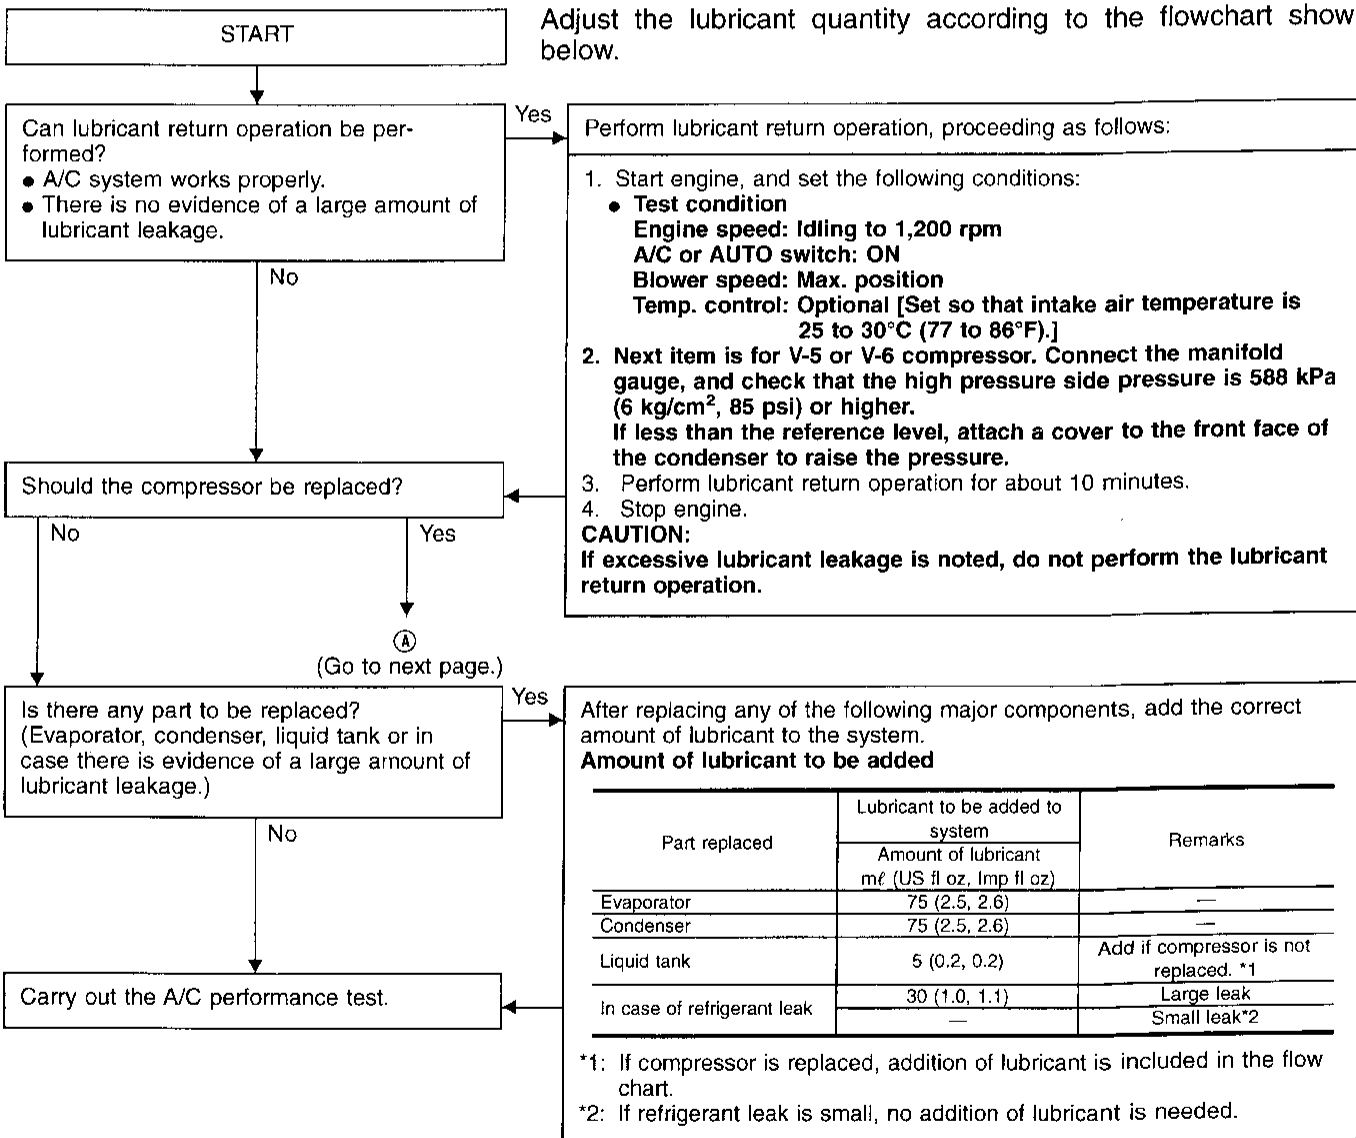 START
Adjust the lubricant quantity according to the flowchart show
below.
Can lubricant return operation be per-
formed?
● A/C system works properly.
● There is no evidence of a large amount of
lubricant leakage.
Yes
No
Perform lubricant return operation, proceeding as follows:
1. Start engine, and set the following conditions:
● Test condition
Engine speed: Idling to 1,200 rpm
A/C or AUTO switch: ON
Blower speed: Max. position
Temp. control: Optional [Set so that intake air temperature is
25 to 30°C (77 to 86°F).]
2. Next item is for V-5 or V-6 compressor. Connect the manifold
gauge, and check that the high pressure side pressure is 588 kPa
(6 kg/cm², 85 psi) or higher.
If less than the reference level, attach a cover to the front face of
the condenser to raise the pressure.
3. Perform lubricant return operation for about 10 minutes.
4. Stop engine.
CAUTION:
If excessive lubricant leakage is noted, do not perform the lubricant
return operation.
Should the compressor be replaced?
No
Yes
Ⓐ
(Go to next page.)
Is there any part to be replaced?
(Evaporator, condenser, liquid tank or in
case there is evidence of a large amount of
lubricant leakage.)
Yes
No
After replacing any of the following major components, add the correct
amount of lubricant to the system.
Amount of lubricant to be added
Part replaced
Lubricant to be added to
system
Amount of lubricant
mℓ (US fl oz, Imp fl oz)
Remarks
Evaporator 75 (2.5, 2.6) —
Condenser 75 (2.5, 2.6) —
Liquid tank 5 (0.2, 0.2) Add if compressor is not
replaced. *1
In case of refrigerant leak 30 (1.0, 1.1) Large leak
— Small leak*2
*1: If compressor is replaced, addition of lubricant is included in the flow
chart.
*2: If refrigerant leak is small, no addition of lubricant is needed.
Carry out the A/C performance test.